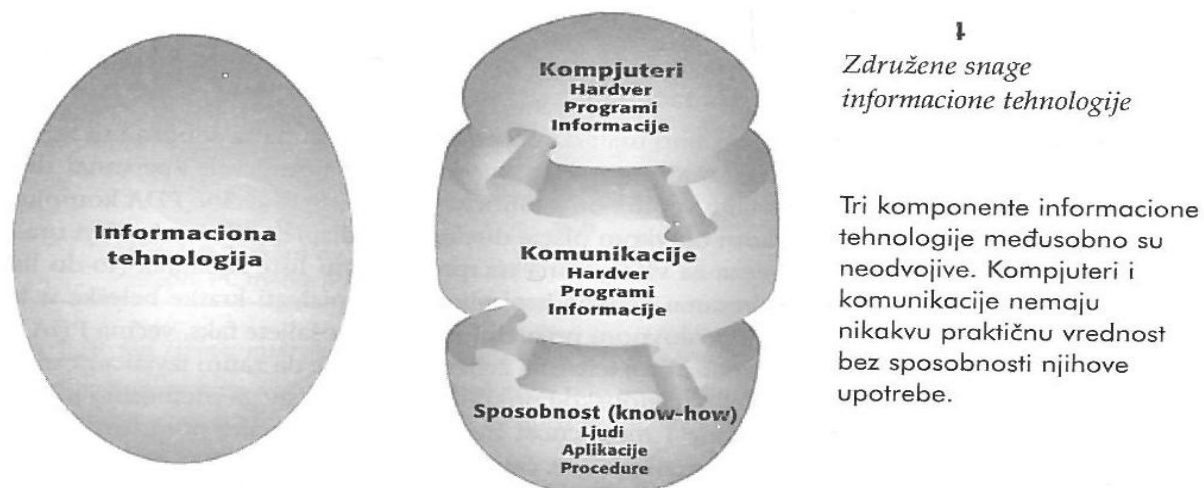 Informaciona
tehnologija
Kompjuteri
Hardver
Programi
Informacije
Komunikacije
Hardver
Programi
Informacije
Sposobnost (know-how)
Ljudi
Aplikacije
Procedure
Združene snage
informacione tehnologije
Tri komponente informacione
tehnologije međusobno su
neodvojive. Kompjuteri i
komunikacije nemaju
nikakvu praktičnu vrednost
bez sposobnosti njihove
upotrebe.